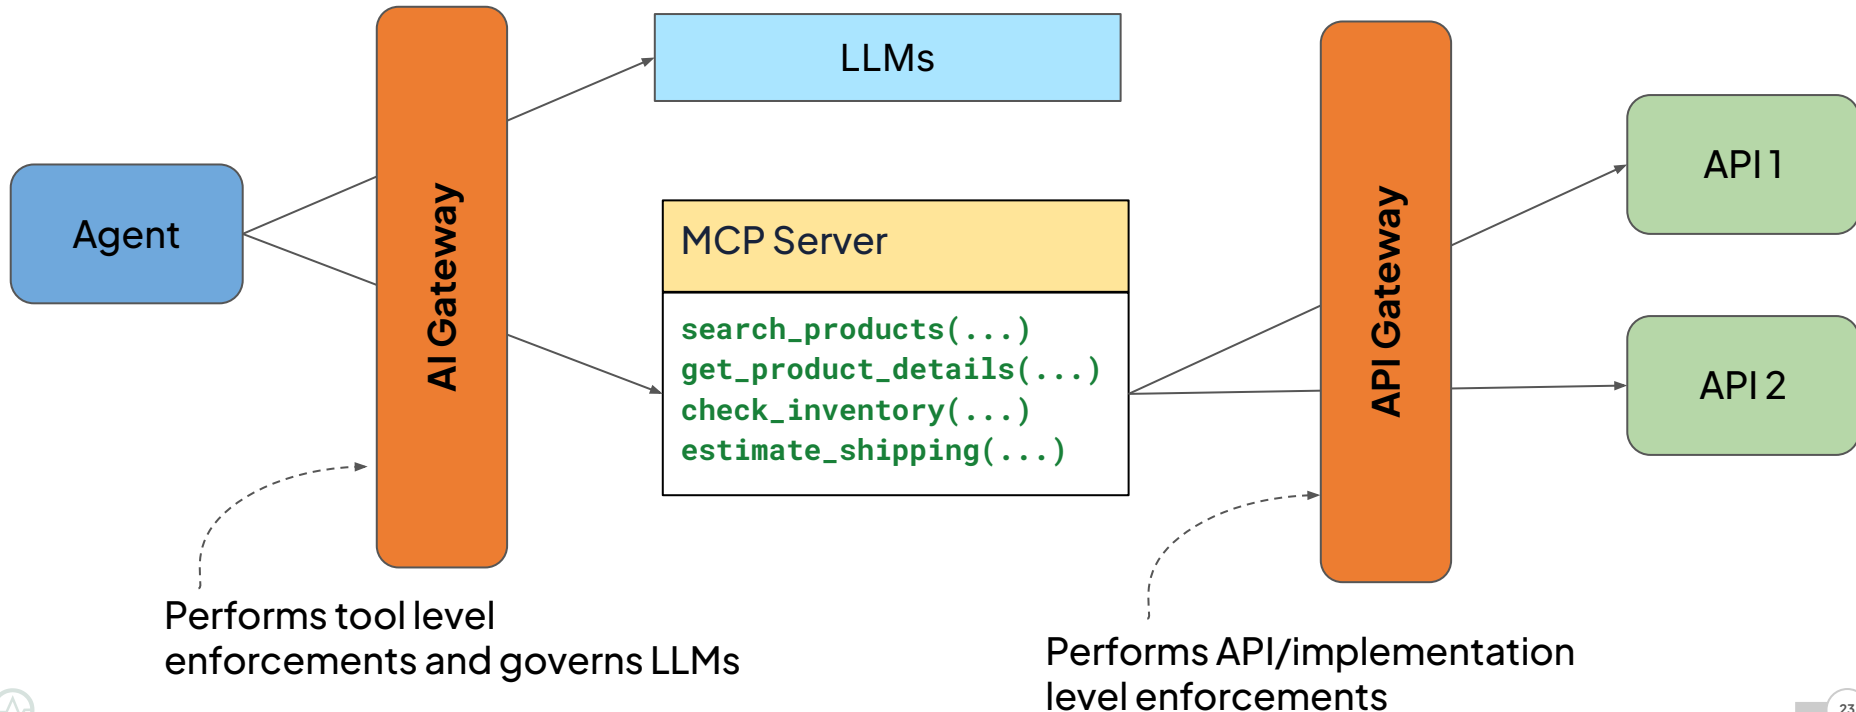 LLMs
Agent
AI Gateway
MCP Server
search_products(...)
get_product_details(...)
check_inventory(...)
estimate_shipping(...)
API Gateway
API 1
API 2
Performs tool level
enforcements and governs LLMs
Performs API/implementation
level enforcements
23